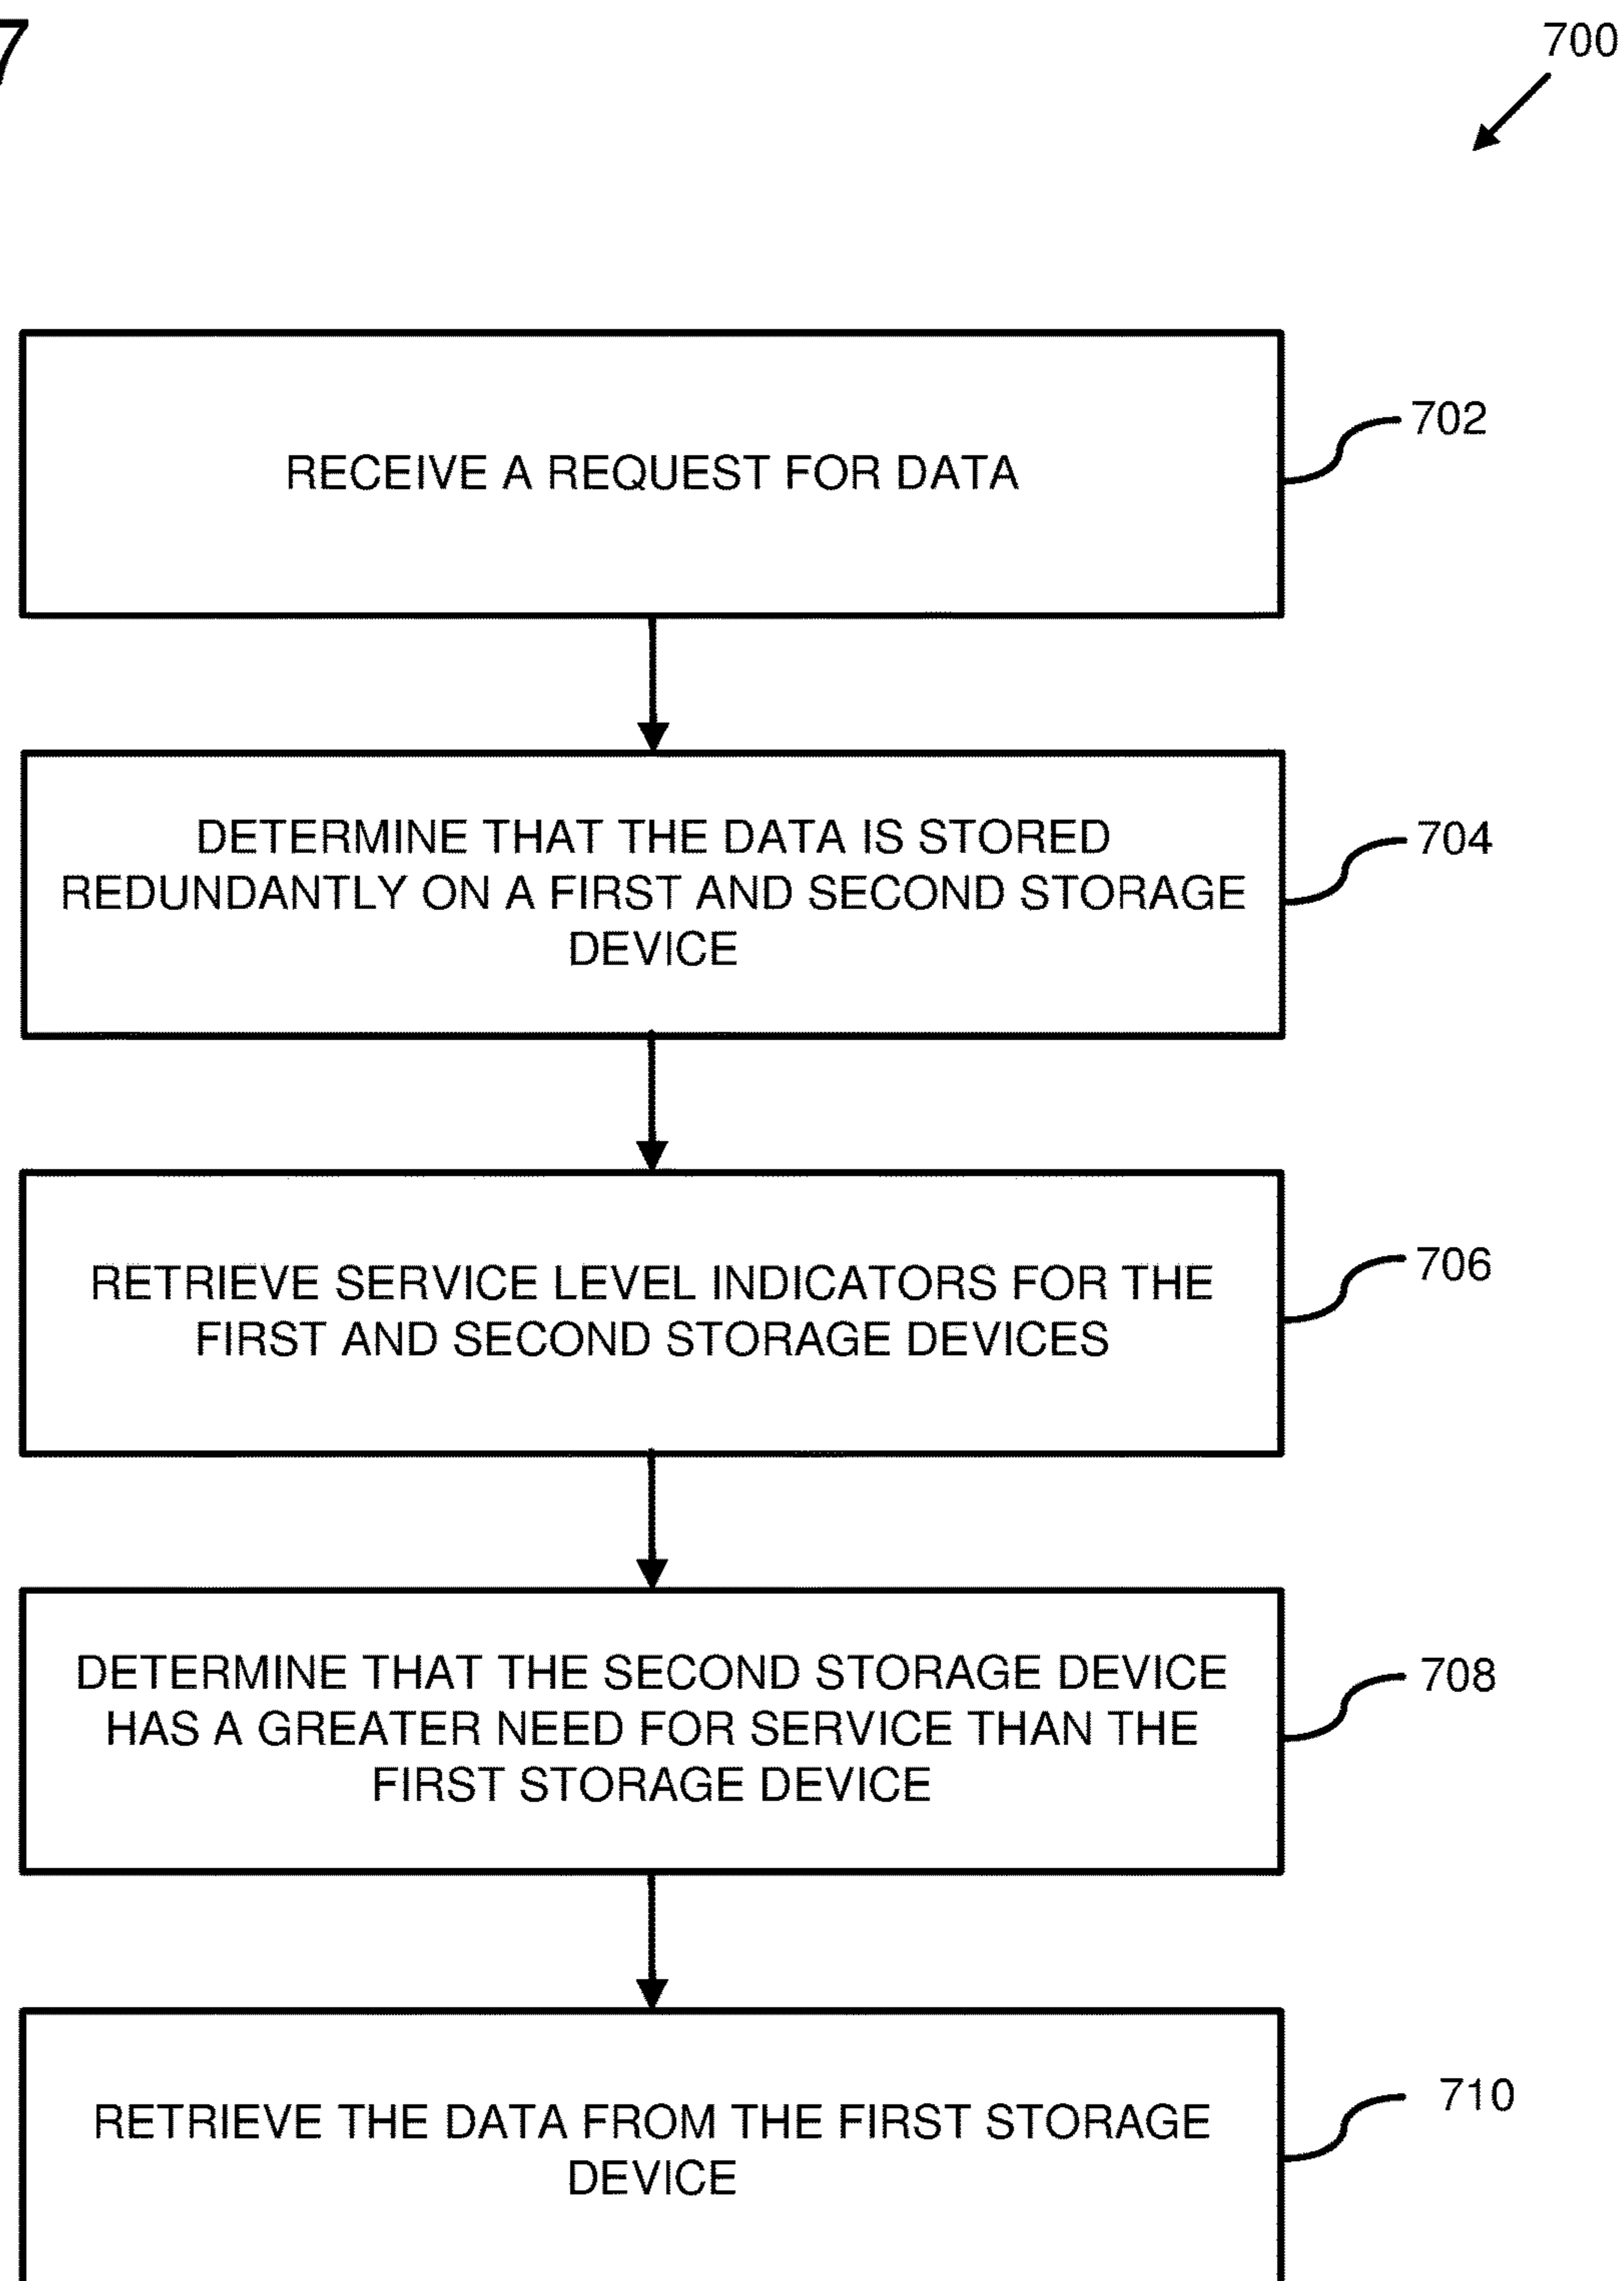 7
700
RECEIVE A REQUEST FOR DATA
702
DETERMINE THAT THE DATA IS STORED
REDUNDANTLY ON A FIRST AND SECOND STORAGE
DEVICE
704
RETRIEVE SERVICE LEVEL INDICATORS FOR THE
FIRST AND SECOND STORAGE DEVICES
706
DETERMINE THAT THE SECOND STORAGE DEVICE
HAS A GREATER NEED FOR SERVICE THAN THE
FIRST STORAGE DEVICE
708
RETRIEVE THE DATA FROM THE FIRST STORAGE
DEVICE
710